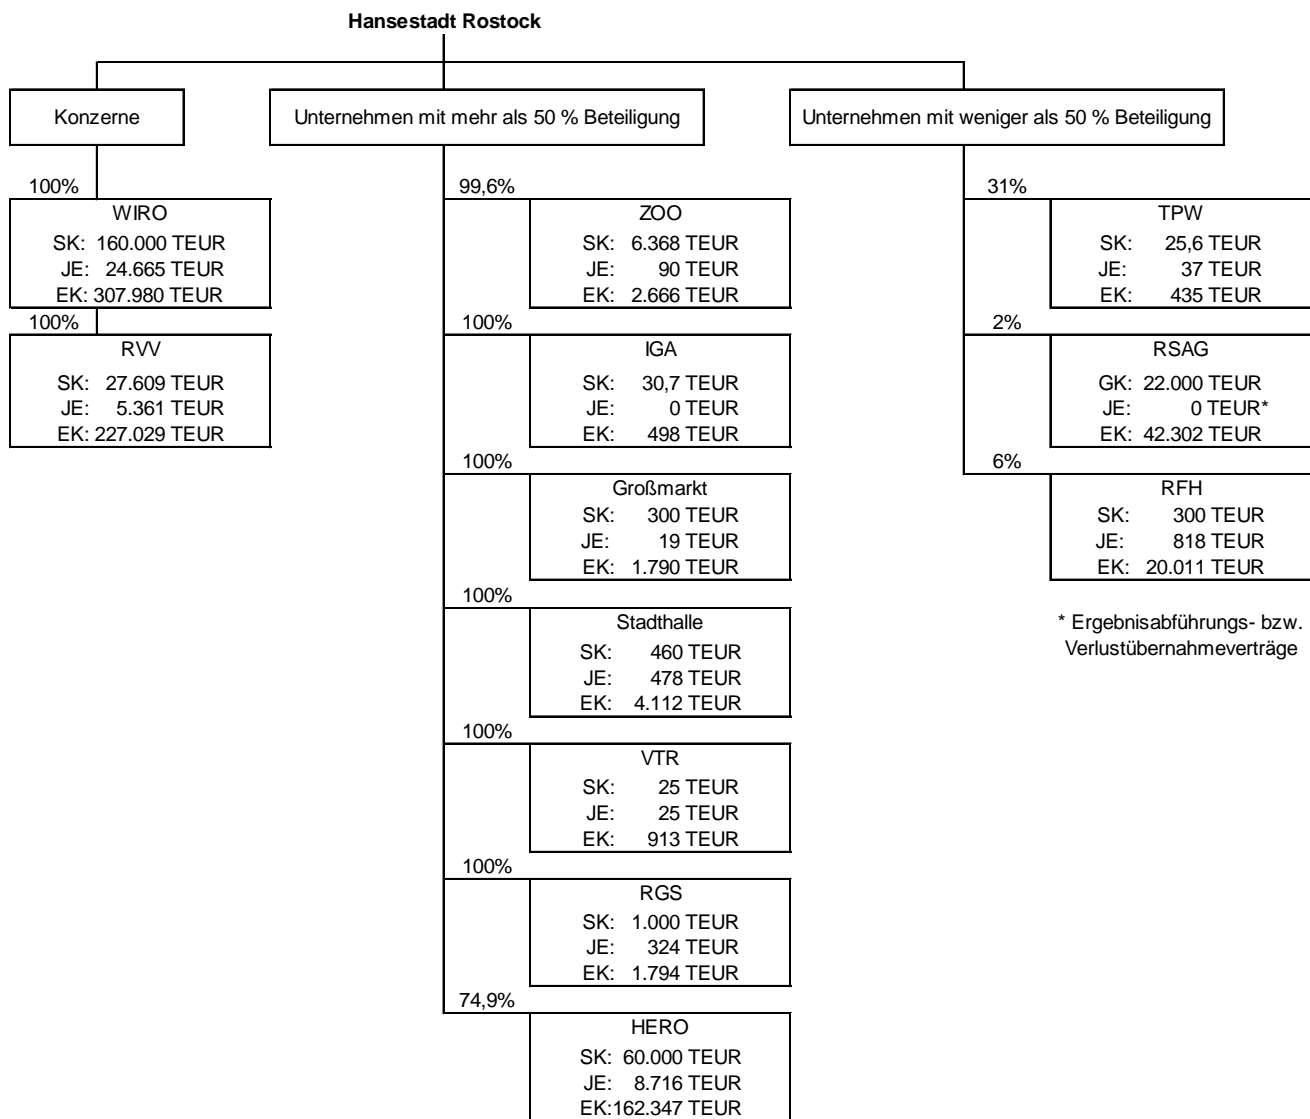 Hansestadt Rostock
Konzerne
Unternehmen mit mehr als 50 % Beteiligung
Unternehmen mit weniger als 50 % Beteiligung
100%
WIRO
SK: 160.000 TEUR
JE: 24.665 TEUR
EK: 307.980 TEUR
100%
RVV
SK: 27.609 TEUR
JE: 5.361 TEUR
EK: 227.029 TEUR
99,6%
ZOO
SK: 6.368 TEUR
JE: 90 TEUR
EK: 2.666 TEUR
100%
IGA
SK: 30,7 TEUR
JE: 0 TEUR
EK: 498 TEUR
100%
Großmarkt
SK: 300 TEUR
JE: 19 TEUR
EK: 1.790 TEUR
100%
Stadthalle
SK: 460 TEUR
JE: 478 TEUR
EK: 4.112 TEUR
100%
VTR
SK: 25 TEUR
JE: 25 TEUR
EK: 913 TEUR
100%
RGS
SK: 1.000 TEUR
JE: 324 TEUR
EK: 1.794 TEUR
74,9%
HERO
SK: 60.000 TEUR
JE: 8.716 TEUR
EK:162.347 TEUR
31%
TPW
SK: 25,6 TEUR
JE: 37 TEUR
EK: 435 TEUR
2%
RSAG
GK: 22.000 TEUR
JE: 0 TEUR*
EK: 42.302 TEUR
6%
RFH
SK: 300 TEUR
JE: 818 TEUR
EK: 20.011 TEUR
* Ergebnisabführungs- bzw.
Verlustübernahmeverträge